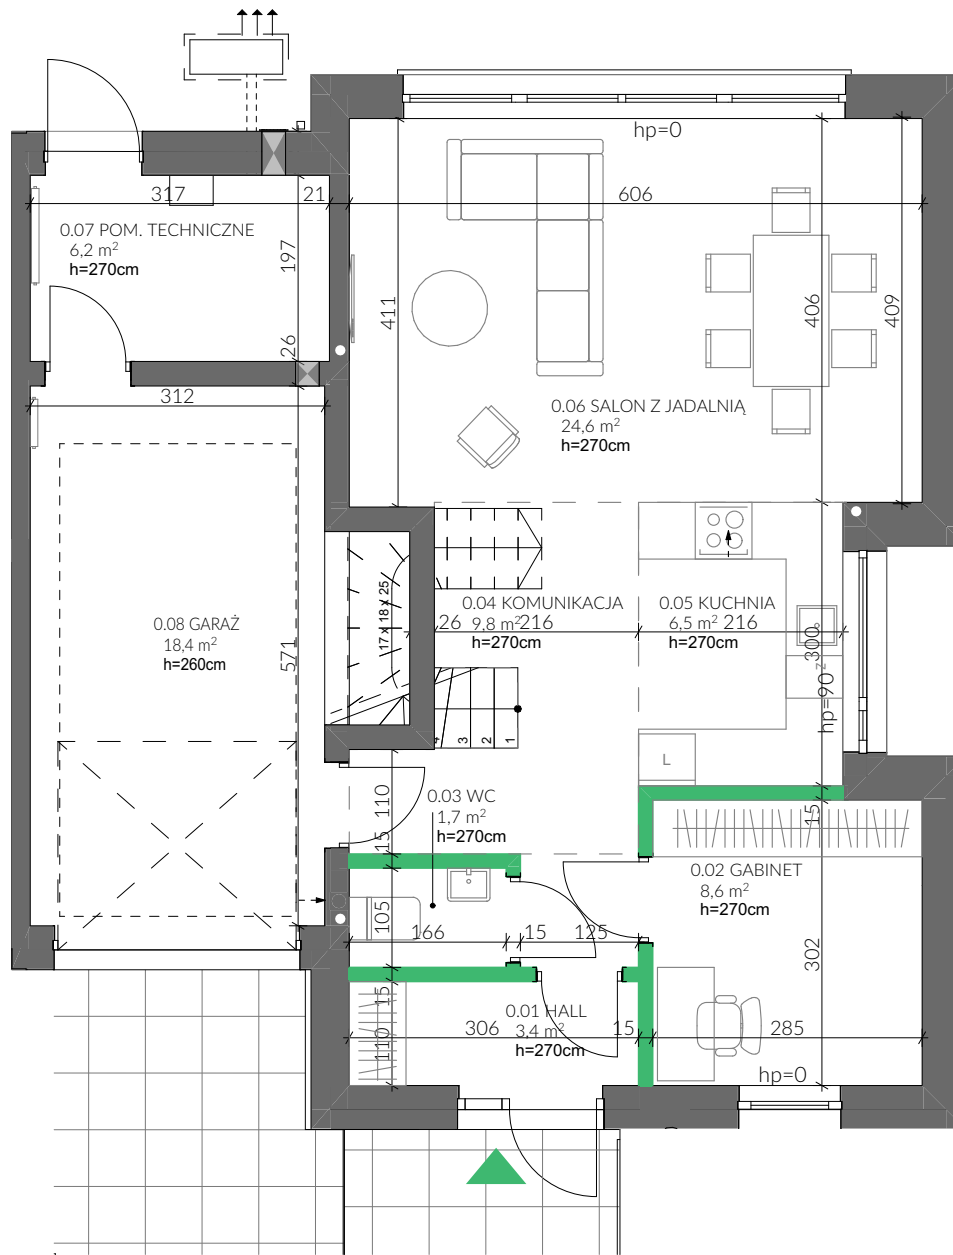 hp=0
317
21
606
0.07 POM. TECHNICZNE
6,2 m²
h=270cm
197
411
406
409
26
312
0.06 SALON Z JADALNIĄ
24,6 m²
h=270cm
17 x 18 x 25
0.08 GARAŻ
18,4 m²
h=260cm
571
0.04 KOMUNIKACJA
26 9,8 m² 216
h=270cm
0.05 KUCHNIA
6,5 m² 216
h=270cm
300
hp=90
4
3
2
1
L
0.03 WC
1,7 m²
h=270cm
110
15
15
0.02 GABINET
8,6 m²
h=270cm
105
166
15
125
302
15
0.01 HALL
306
3,4 m²
15
h=270cm
110
285
hp=0